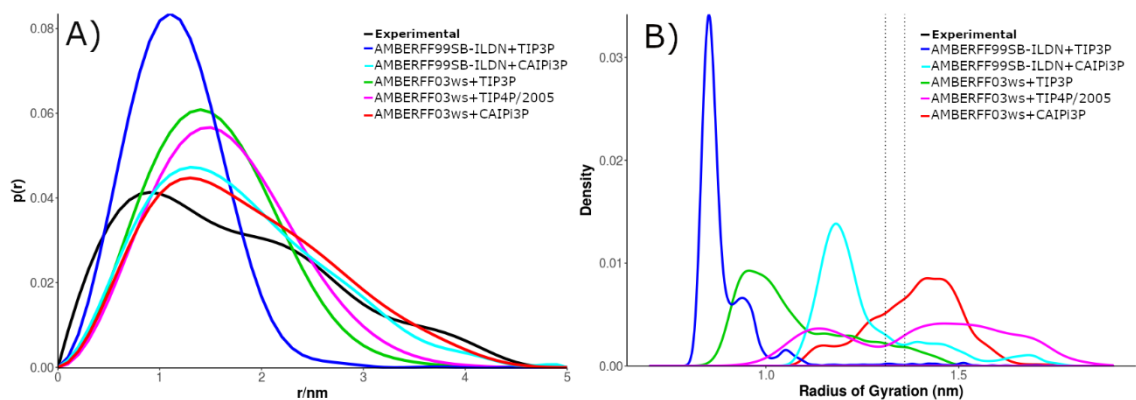 A)
Experimental
AMBERFF99SB-ILDN+TIP3P
AMBERFF99SB-ILDN+CAIPi3P
AMBERFF03ws+TIP3P
AMBERFF03ws+TIP4P/2005
AMBERFF03ws+CAIPi3P
0.08
0.06
0.04
0.02
0.00
p(r)
0
1
2
3
4
5
r/nm
B)
Experimental
AMBERFF99SB-ILDN+TIP3P
AMBERFF99SB-ILDN+CAIPi3P
AMBERFF03ws+TIP3P
AMBERFF03ws+TIP4P/2005
AMBERFF03ws+CAIPi3P
0.03
0.02
0.01
0.00
Density
1.0
1.5
Radius of Gyration (nm)